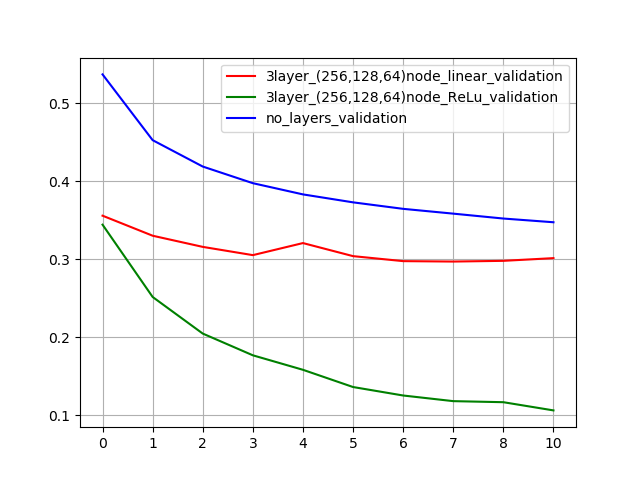 3layer_(256,128,64)node_linear_validation
3layer_(256,128,64)node_ReLu_validation
no_layers_validation
0.5
0.4
0.3
0.2
0.1
0 1 2 3 4 5 6 7 8 10